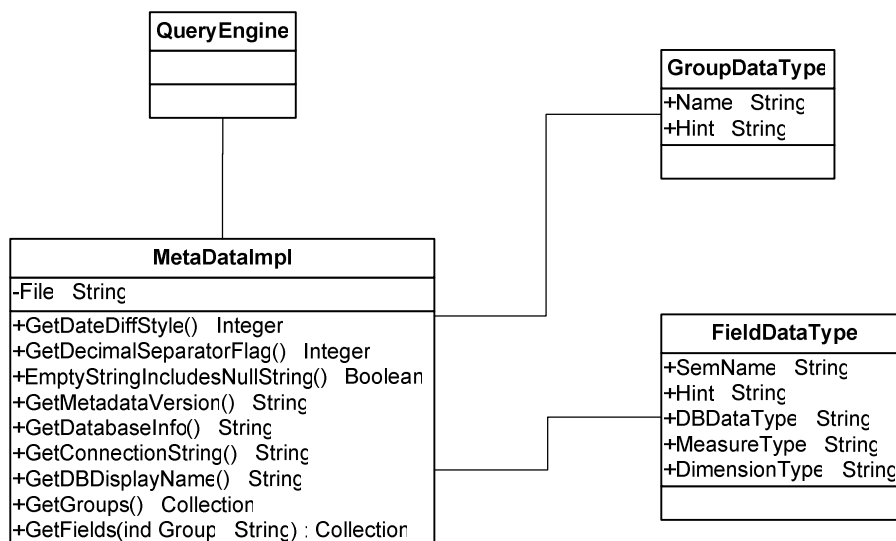 QueryEngine
GroupDataType
+Name String
+Hint String
MetaDataImpl
-File String
+GetDateDiffStyle() Integer
+GetDecimalSeparatorFlag() Integer
+EmptyStringIncludesNullString() Boolean
+GetMetadataVersion() String
+GetDatabaseInfo() String
+GetConnectionString() String
+GetDBDisplayName() String
+GetGroups() Collection
+GetFields(ind Group String) : Collection
FieldDataType
+SemName String
+Hint String
+DBDataType String
+MeasureType String
+DimensionType String